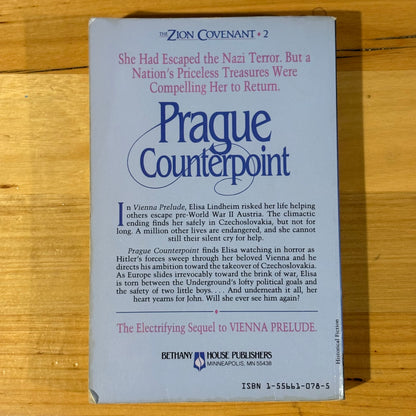 THE ZION COVENANT • 2
She Had Escaped the Nazi Terror. But a
Nation's Priceless Treasures Were
Compelling Her to Return.
Prague
Counterpoint
In Vienna Prelude, Elisa Lindheim risked her life helping
others escape pre-World War II Austria. The climactic
ending finds her safely in Czechoslovakia, but not for
long. A million other lives are endangered, and she cannot
still their silent cry for help.
Prague Counterpoint finds Elisa watching in horror as
Hitler's forces sweep through her beloved Vienna and he
directs his ambition toward the takeover of Czechoslovakia.
As Europe slides irrevocably toward the brink of war, Elisa
is torn between the Underground's lofty political goals and
the safety of two little boys. . . . And underneath it all, her
heart yearns for John. Will she ever see him again?
The Electrifying Sequel to VIENNA PRELUDE.
BETHANY HOUSE PUBLISHERS
MINNEAPOLIS, MN 55438
Historical Fiction
ISBN 1-55661-078-5